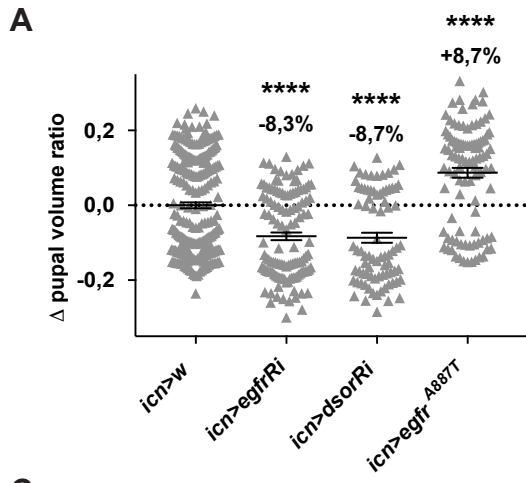 A
****
+8,7%
****
-8,3%
****
-8,7%
Δ pupal volume ratio
0,2
0,0
-0,2
icn>w
icn>egfrRi
icn>dsorRi
icn>egfr A887T